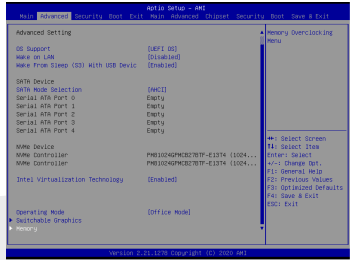 Aptio Setup - AMI
Main Advanced Security Boot Exit Main Advanced Chipset Security Boot Save & Exit
Advanced Setting
OS Support [UEFI OS]
Wake on LAN [Disabled]
Wake From Sleep (S3) With USB Devic [Enabled]
SATA Device
SATA Mode Selection [AHCI]
Serial ATA Port 0 Empty
Serial ATA Port 1 Empty
Serial ATA Port 2 Empty
Serial ATA Port 3 Empty
Serial ATA Port 4 Empty
NVMe Device
NVMe Controller
NVMe Controller
Intel Virtualization Technology [Enabled]
Operating Mode [Office Mode]
Switchable Graphics
Memory
Memory Overclocking
Menu
: Select Screen
: Select Item
Enter: Select
+/-: Change Opt.
F1: General Help
F2: Previous Values
F3: Optimized Defaults
F4: Save & Exit
ESC: Exit
Version 2.21.1278 Copyright (C) 2020 AMI